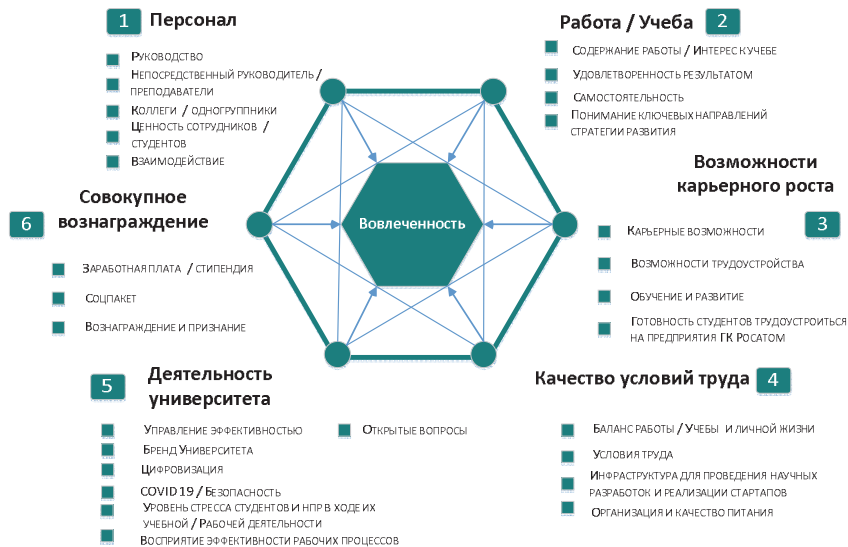 1 Персонал
Руководство
Непосредственный руководитель /
преподаватели
Коллеги / одногруппники
Ценность сотрудников /
студентов
Взаимодействие
Работа / Учеба 2
Содержание работы / Интерес к учебе
Удовлетворенность результатом
Самостоятельность
Понимание ключевых направлений
стратегии развития
Возможности
карьерного роста
3
Карьерные возможности
Возможности трудоустройства
Обучение и развитие
Готовность студентов трудоустроиться
на предприятия ГК Росатом
Вовлеченность
Совокупное
6 вознаграждение
Заработная плата / стипендия
Соцпакет
Вознаграждение и признание
Качество условий труда 4
Баланс работы / Учебы и личной жизни
Условия труда
Инфраструктура для проведения научных
разработок и реализации стартапов
Организация и качество питания
5 Деятельность
университета
Управление эффективностью
Бренд Университета
Цифровизация
COVID 19 / Безопасность
Уровень стресса студентов и НПР в ходе их
учебной / Рабочей деятельности
Восприятие эффективности рабочих процессов
Открытые вопросы